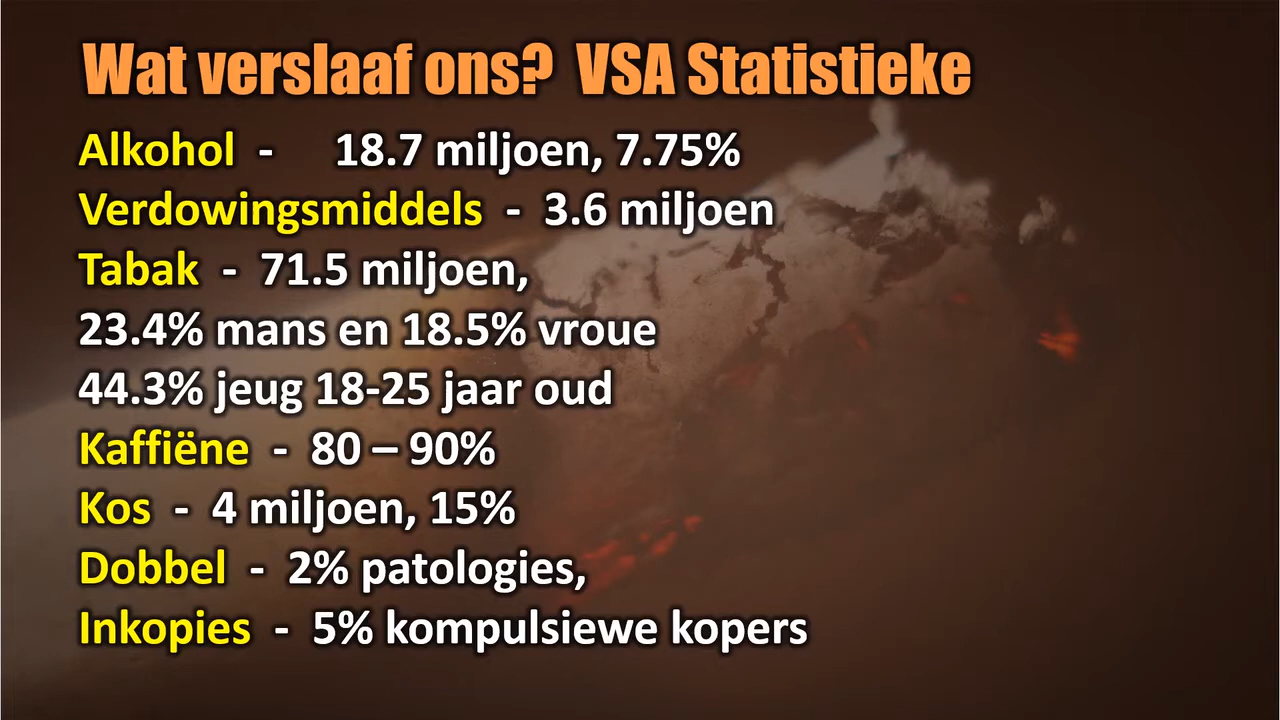 Wat verslaaf ons? VSA Statistieke
Alkohol - 18.7 miljoen, 7.75%
Verdowingsmiddels - 3.6 miljoen
Tabak - 71.5 miljoen,
23.4% mans en 18.5% vroue
44.3% jeug 18-25 jaar oud
Kaffiëne - 80 – 90%
Kos - 4 miljoen, 15%
Dobbel - 2% patologies,
Inkopies - 5% kompulsiewe kopers